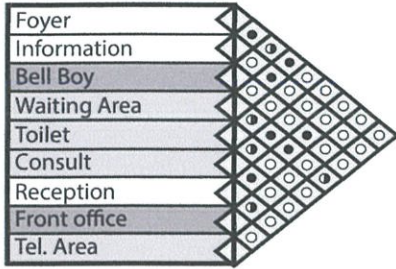 Foyer
Information
Bell Boy
Waiting Area
Toilet
Consult
Reception
Front office
Tel. Area